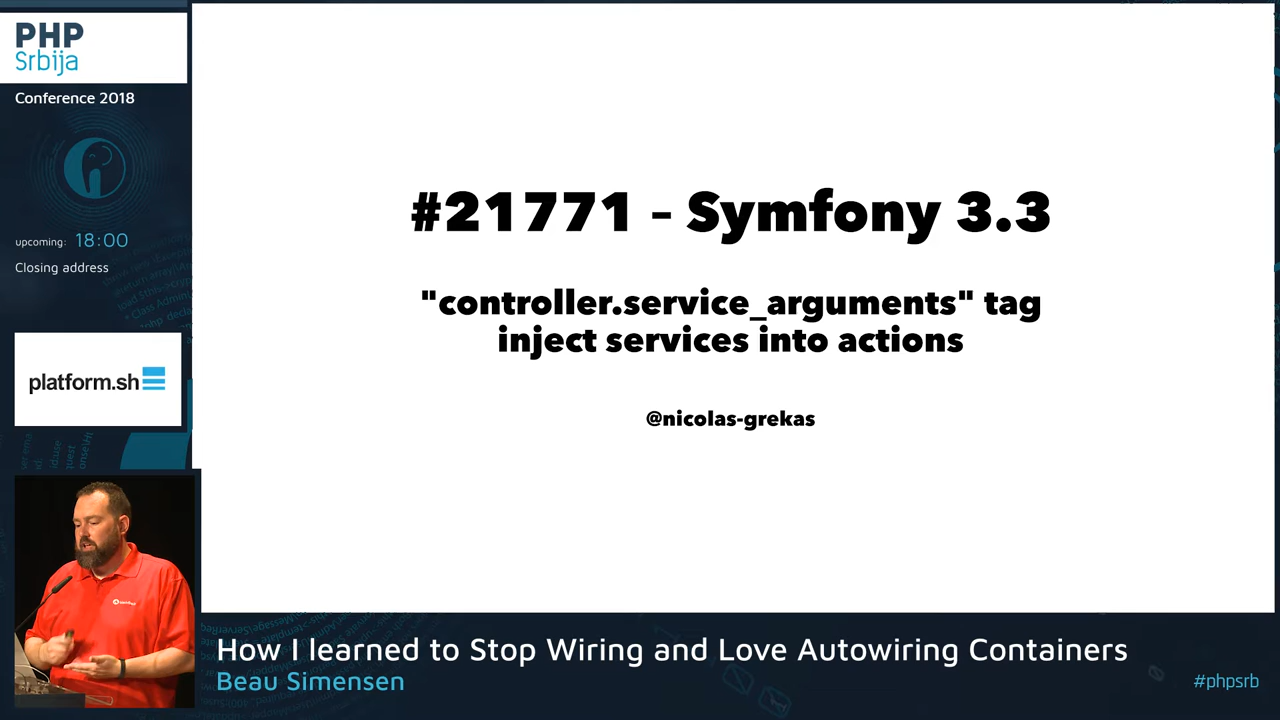 PHP
Srbija
Conference 2018
upcoming: 18:00
Closing address
platform.sh
#21771 – Symfony 3.3
"controller.service_arguments" tag
inject services into actions
@nicolas-grekas
How I learned to Stop Wiring and Love Autowiring Containers
Beau Simensen
#phpsrb